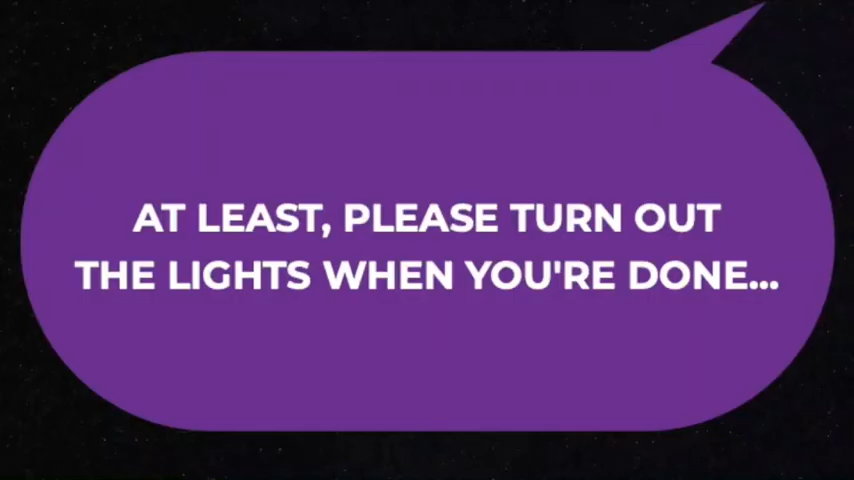 AT LEAST, PLEASE TURN OUT
THE LIGHTS WHEN YOU'RE DONE...